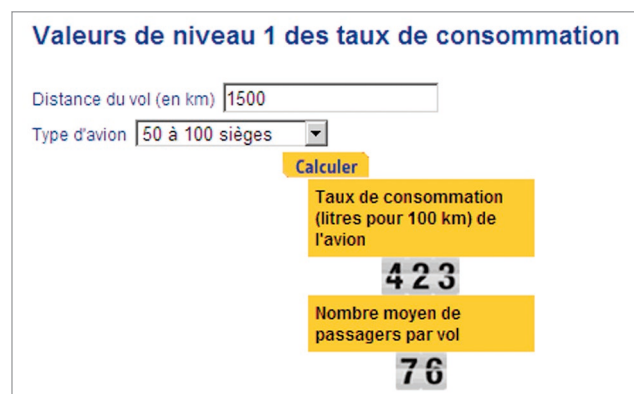 Valeurs de niveau 1 des taux de consommation
Distance du vol (en km) 1500
Type d'avion 50 à 100 sièges
Calculer
Taux de consommation
(litres pour 100 km) de
l'avion
423
Nombre moyen de
passagers par vol
76